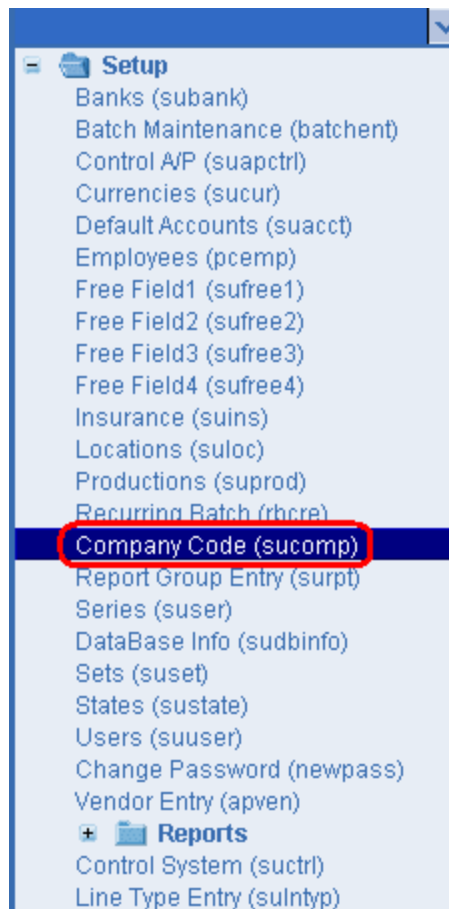 Setup
Banks (subank)
Batch Maintenance (batchent)
Control A/P (suapctrl)
Currencies (sucur)
Default Accounts (suacct)
Employees (pcemp)
Free Field1 (sufree1)
Free Field2 (sufree2)
Free Field3 (sufree3)
Free Field4 (sufree4)
Insurance (suins)
Locations (suloc)
Productions (suprod)
Recurring Batch (rbcre)
Company Code (sucomp)
Report Group Entry (surpt)
Series (suser)
DataBase Info (sudbinfo)
Sets (suset)
States (sustate)
Users (suuser)
Change Password (newpass)
Vendor Entry (apven)
Reports
Control System (suctrl)
Line Type Entry (sulntyp)